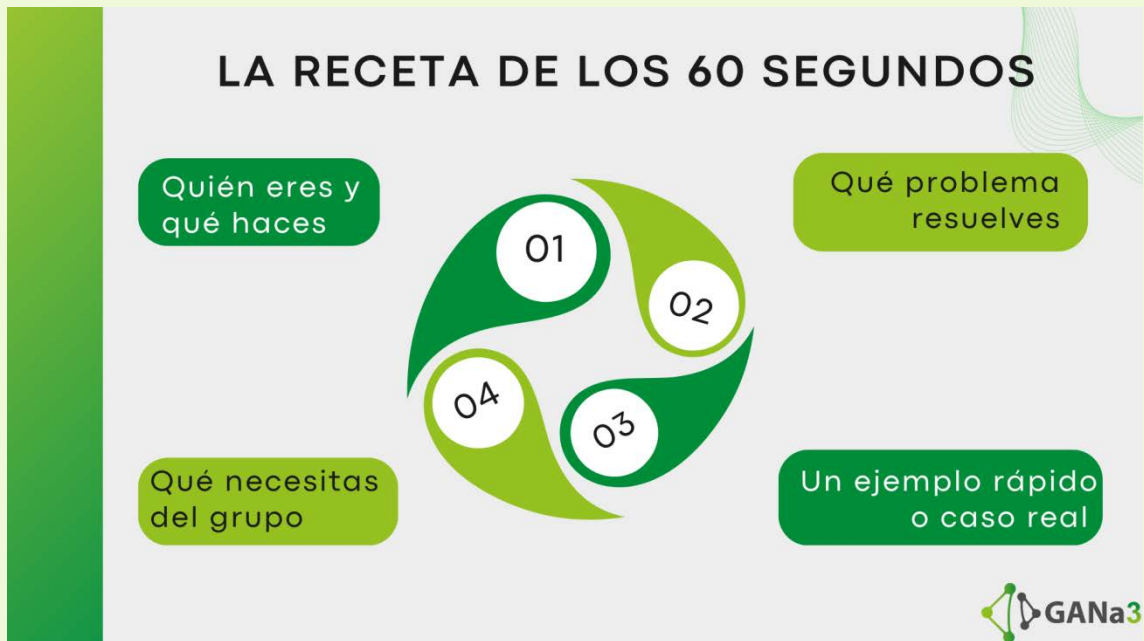 LA RECETA DE LOS 60 SEGUNDOS
Quién eres y
qué haces
01
Qué problema
resuelves
02
03
Un ejemplo rápido
o caso real
04
Qué necesitas
del grupo
GANa3